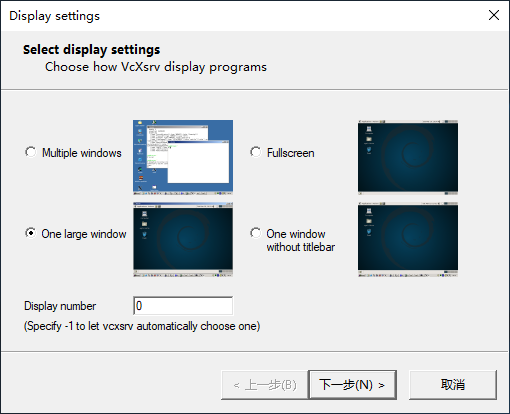 Display settings
Select display settings
Choose how VcXsrv display programs
Multiple windows
Fullscreen
One large window
One window
without titlebar
Display number
0
(Specify -1 to let vcxsrv automatically choose one)
< 上一步(B)
下一步(N) >
取消